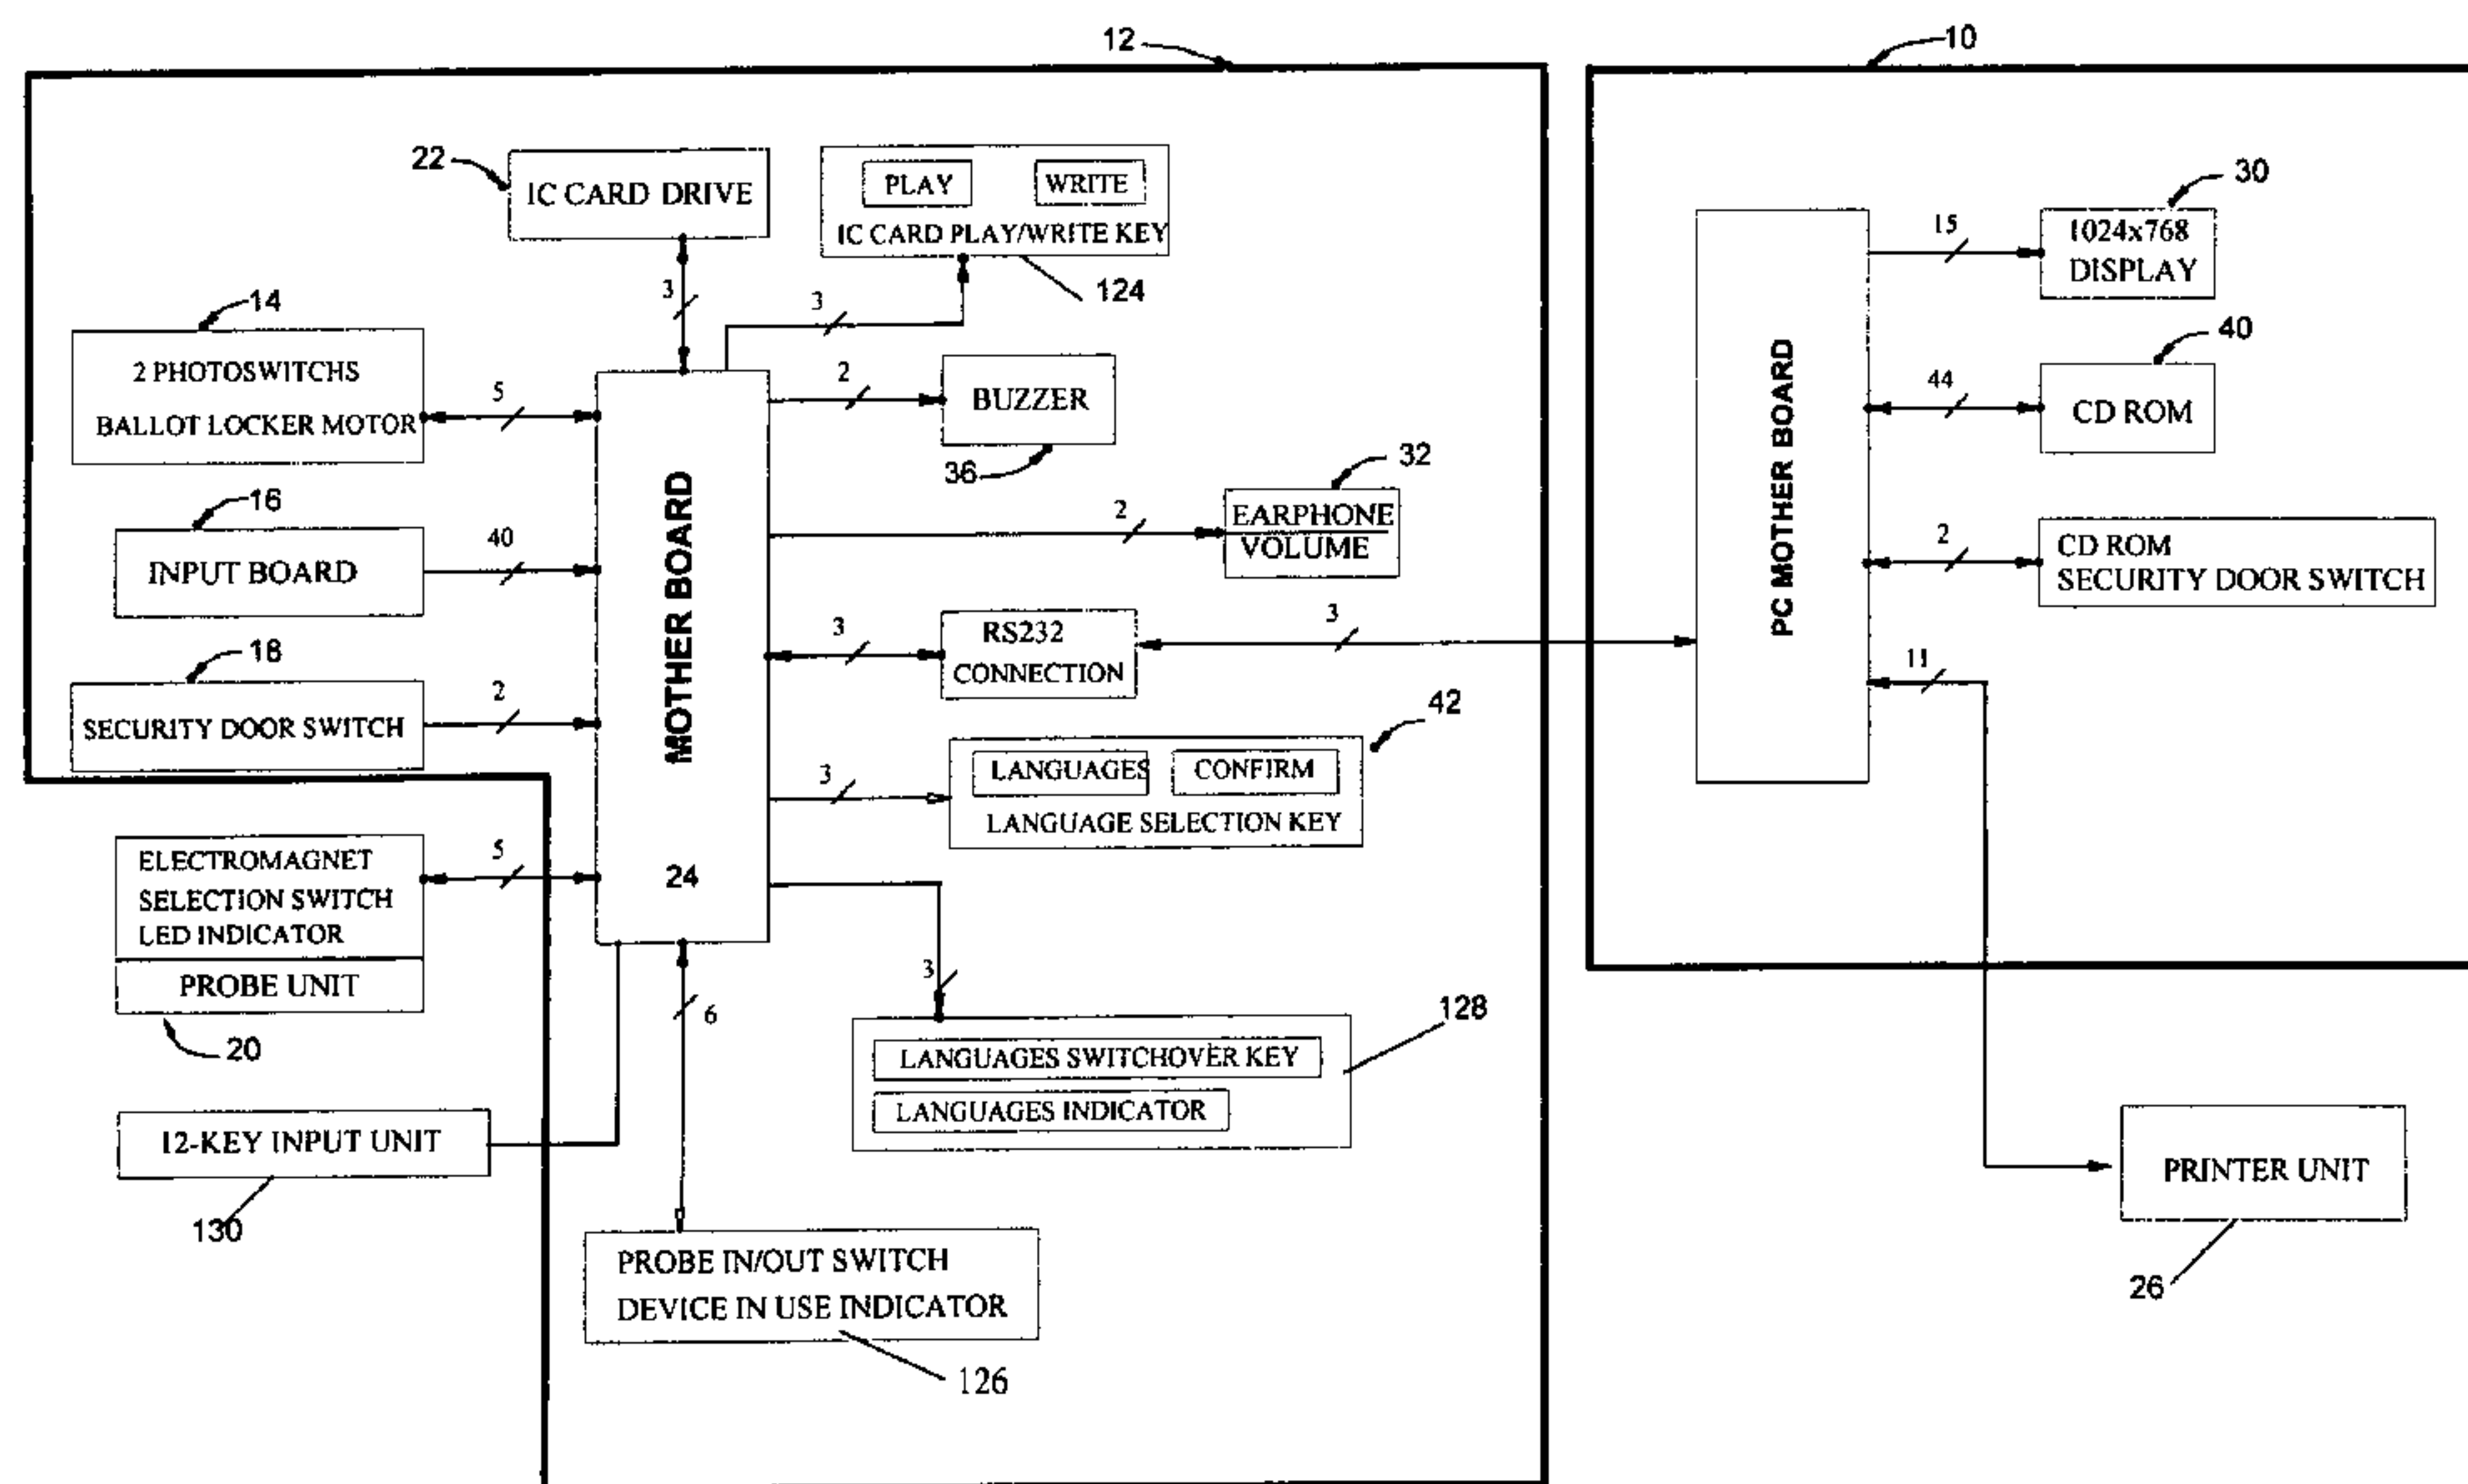 12
10
22
IC CARD DRIVE
PLAY
WRITE
IC CARD PLAY/WRITE KEY
124
3
3
14
2 PHOTOSWITCHS
BALLOT LOCKER MOTOR
5
16
INPUT BOARD
40
18
SECURITY DOOR SWITCH
2
MOTHER BOARD
24
2
BUZZER
36
2
32
EARPHONE
VOLUME
3
RS232
CONNECTION
3
42
3
LANGUAGES
CONFIRM
LANGUAGE SELECTION KEY
ELECTROMAGNET
SELECTION SWITCH
LED INDICATOR
PROBE UNIT
5
20
12-KEY INPUT UNIT
130
6
3
128
LANGUAGES SWITCHOVER KEY
LANGUAGES INDICATOR
PROBE IN/OUT SWITCH
DEVICE IN USE INDICATOR
126
PC MOTHER BOARD
15
30
1024x768
DISPLAY
40
44
CD ROM
2
CD ROM
SECURITY DOOR SWITCH
11
PRINTER UNIT
26